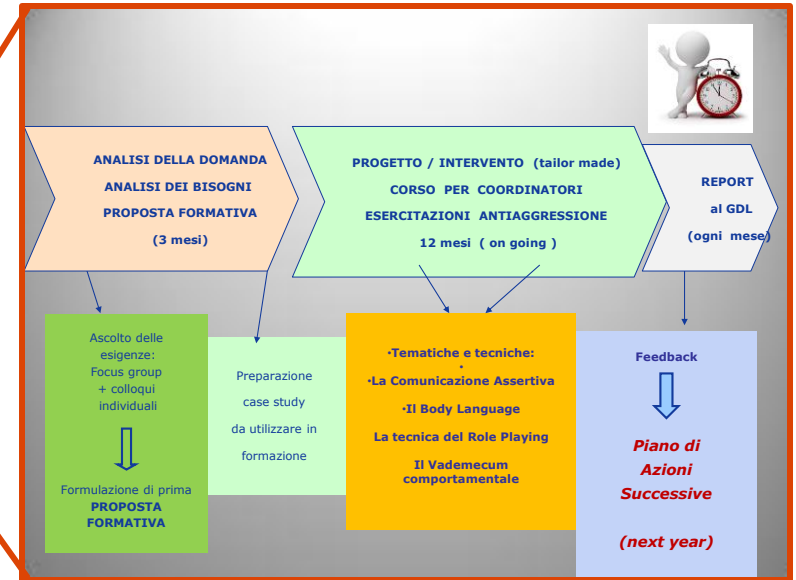 ANALISI DELLA DOMANDA
ANALISI DEI BISOGNI
PROPOSTA FORMATIVA
(3 mesi)
PROGETTO / INTERVENTO (tailor made)
CORSO PER COORDINATORI
ESERCITAZIONI ANTIAGGRESSIONE
12 mesi ( on going )
REPORT
al GDL
(ogni mese)
Ascolto delle
esigenze:
Focus group
+ colloqui
individuali
Formulazione di prima
PROPOSTA
FORMATIVA
Preparazione
case study
da utilizzare in
formazione
•Tematiche e tecniche:
•
•La Comunicazione Assertiva
•Il Body Language
La tecnica del Role Playing
Il Vademecum
comportamentale
Feedback
Piano di
Azioni
Successive
(next year)